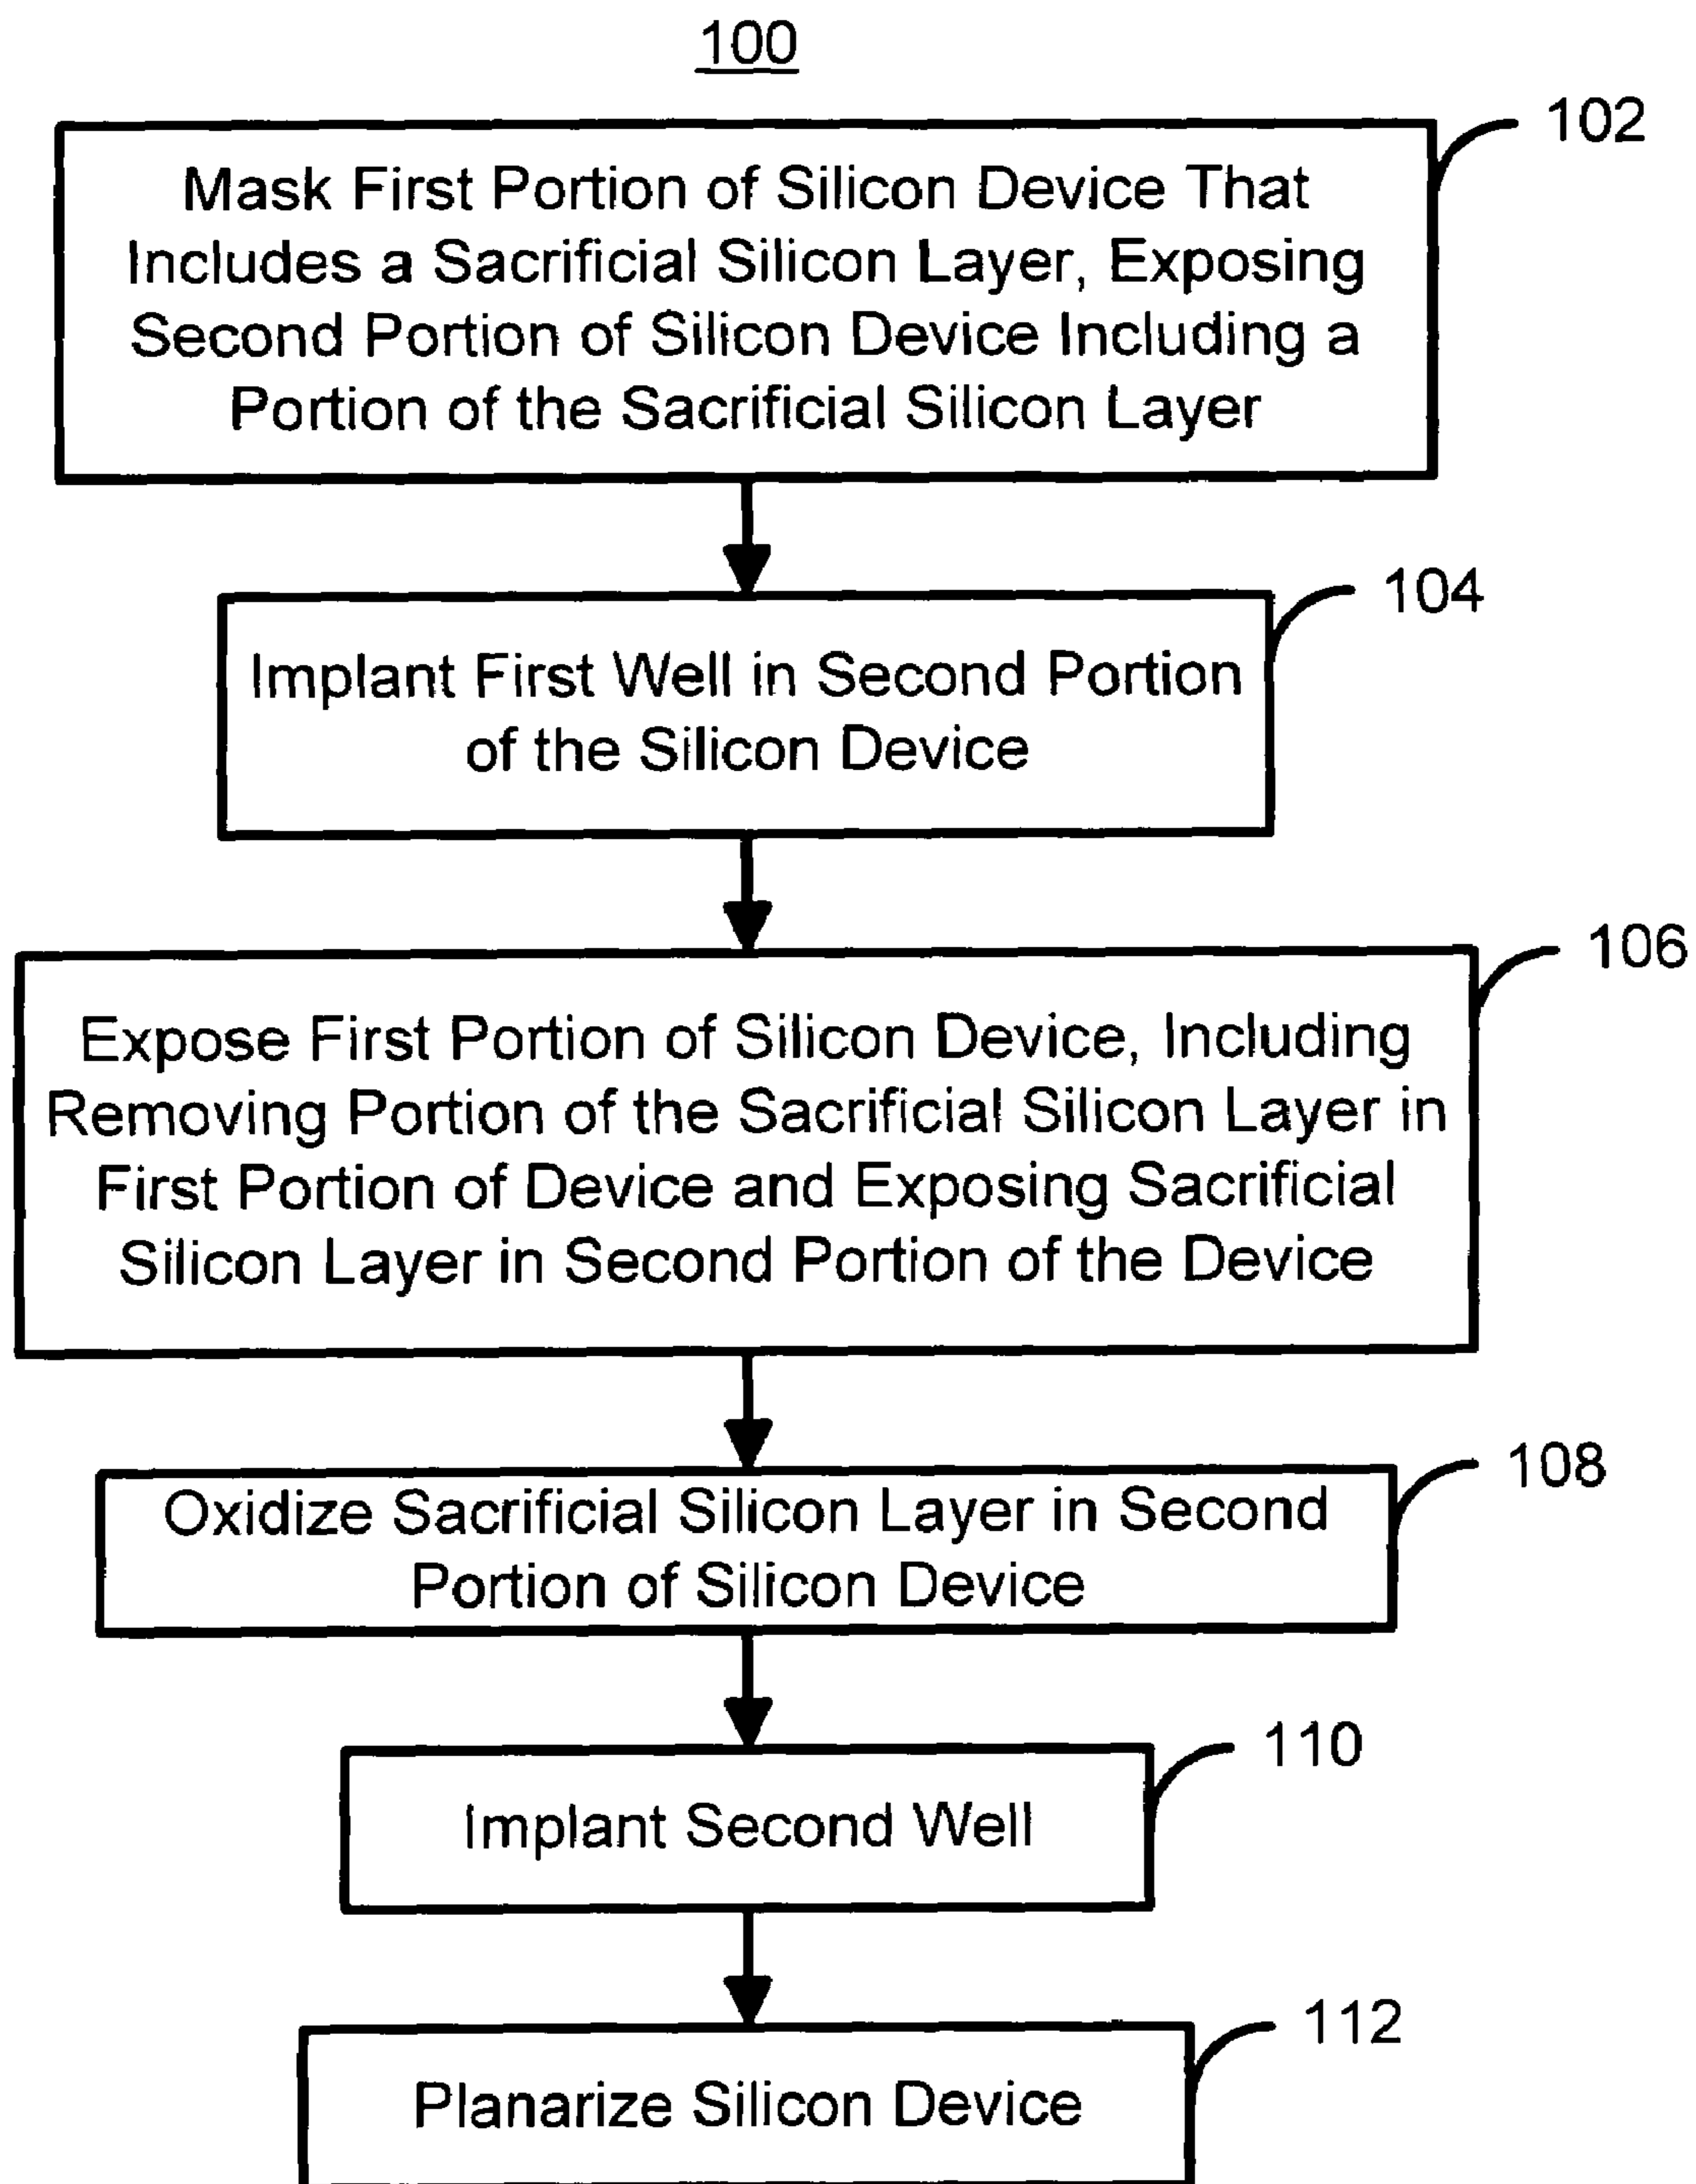 100
102
Mask First Portion of Silicon Device That
Includes a Sacrificial Silicon Layer, Exposing
Second Portion of Silicon Device Including a
Portion of the Sacrificial Silicon Layer
104
Implant First Well in Second Portion
of the Silicon Device
106
Expose First Portion of Silicon Device, Including
Removing Portion of the Sacrificial Silicon Layer in
First Portion of Device and Exposing Sacrificial
Silicon Layer in Second Portion of the Device
108
Oxidize Sacrificial Silicon Layer in Second
Portion of Silicon Device
110
Implant Second Well
112
Planarize Silicon Device